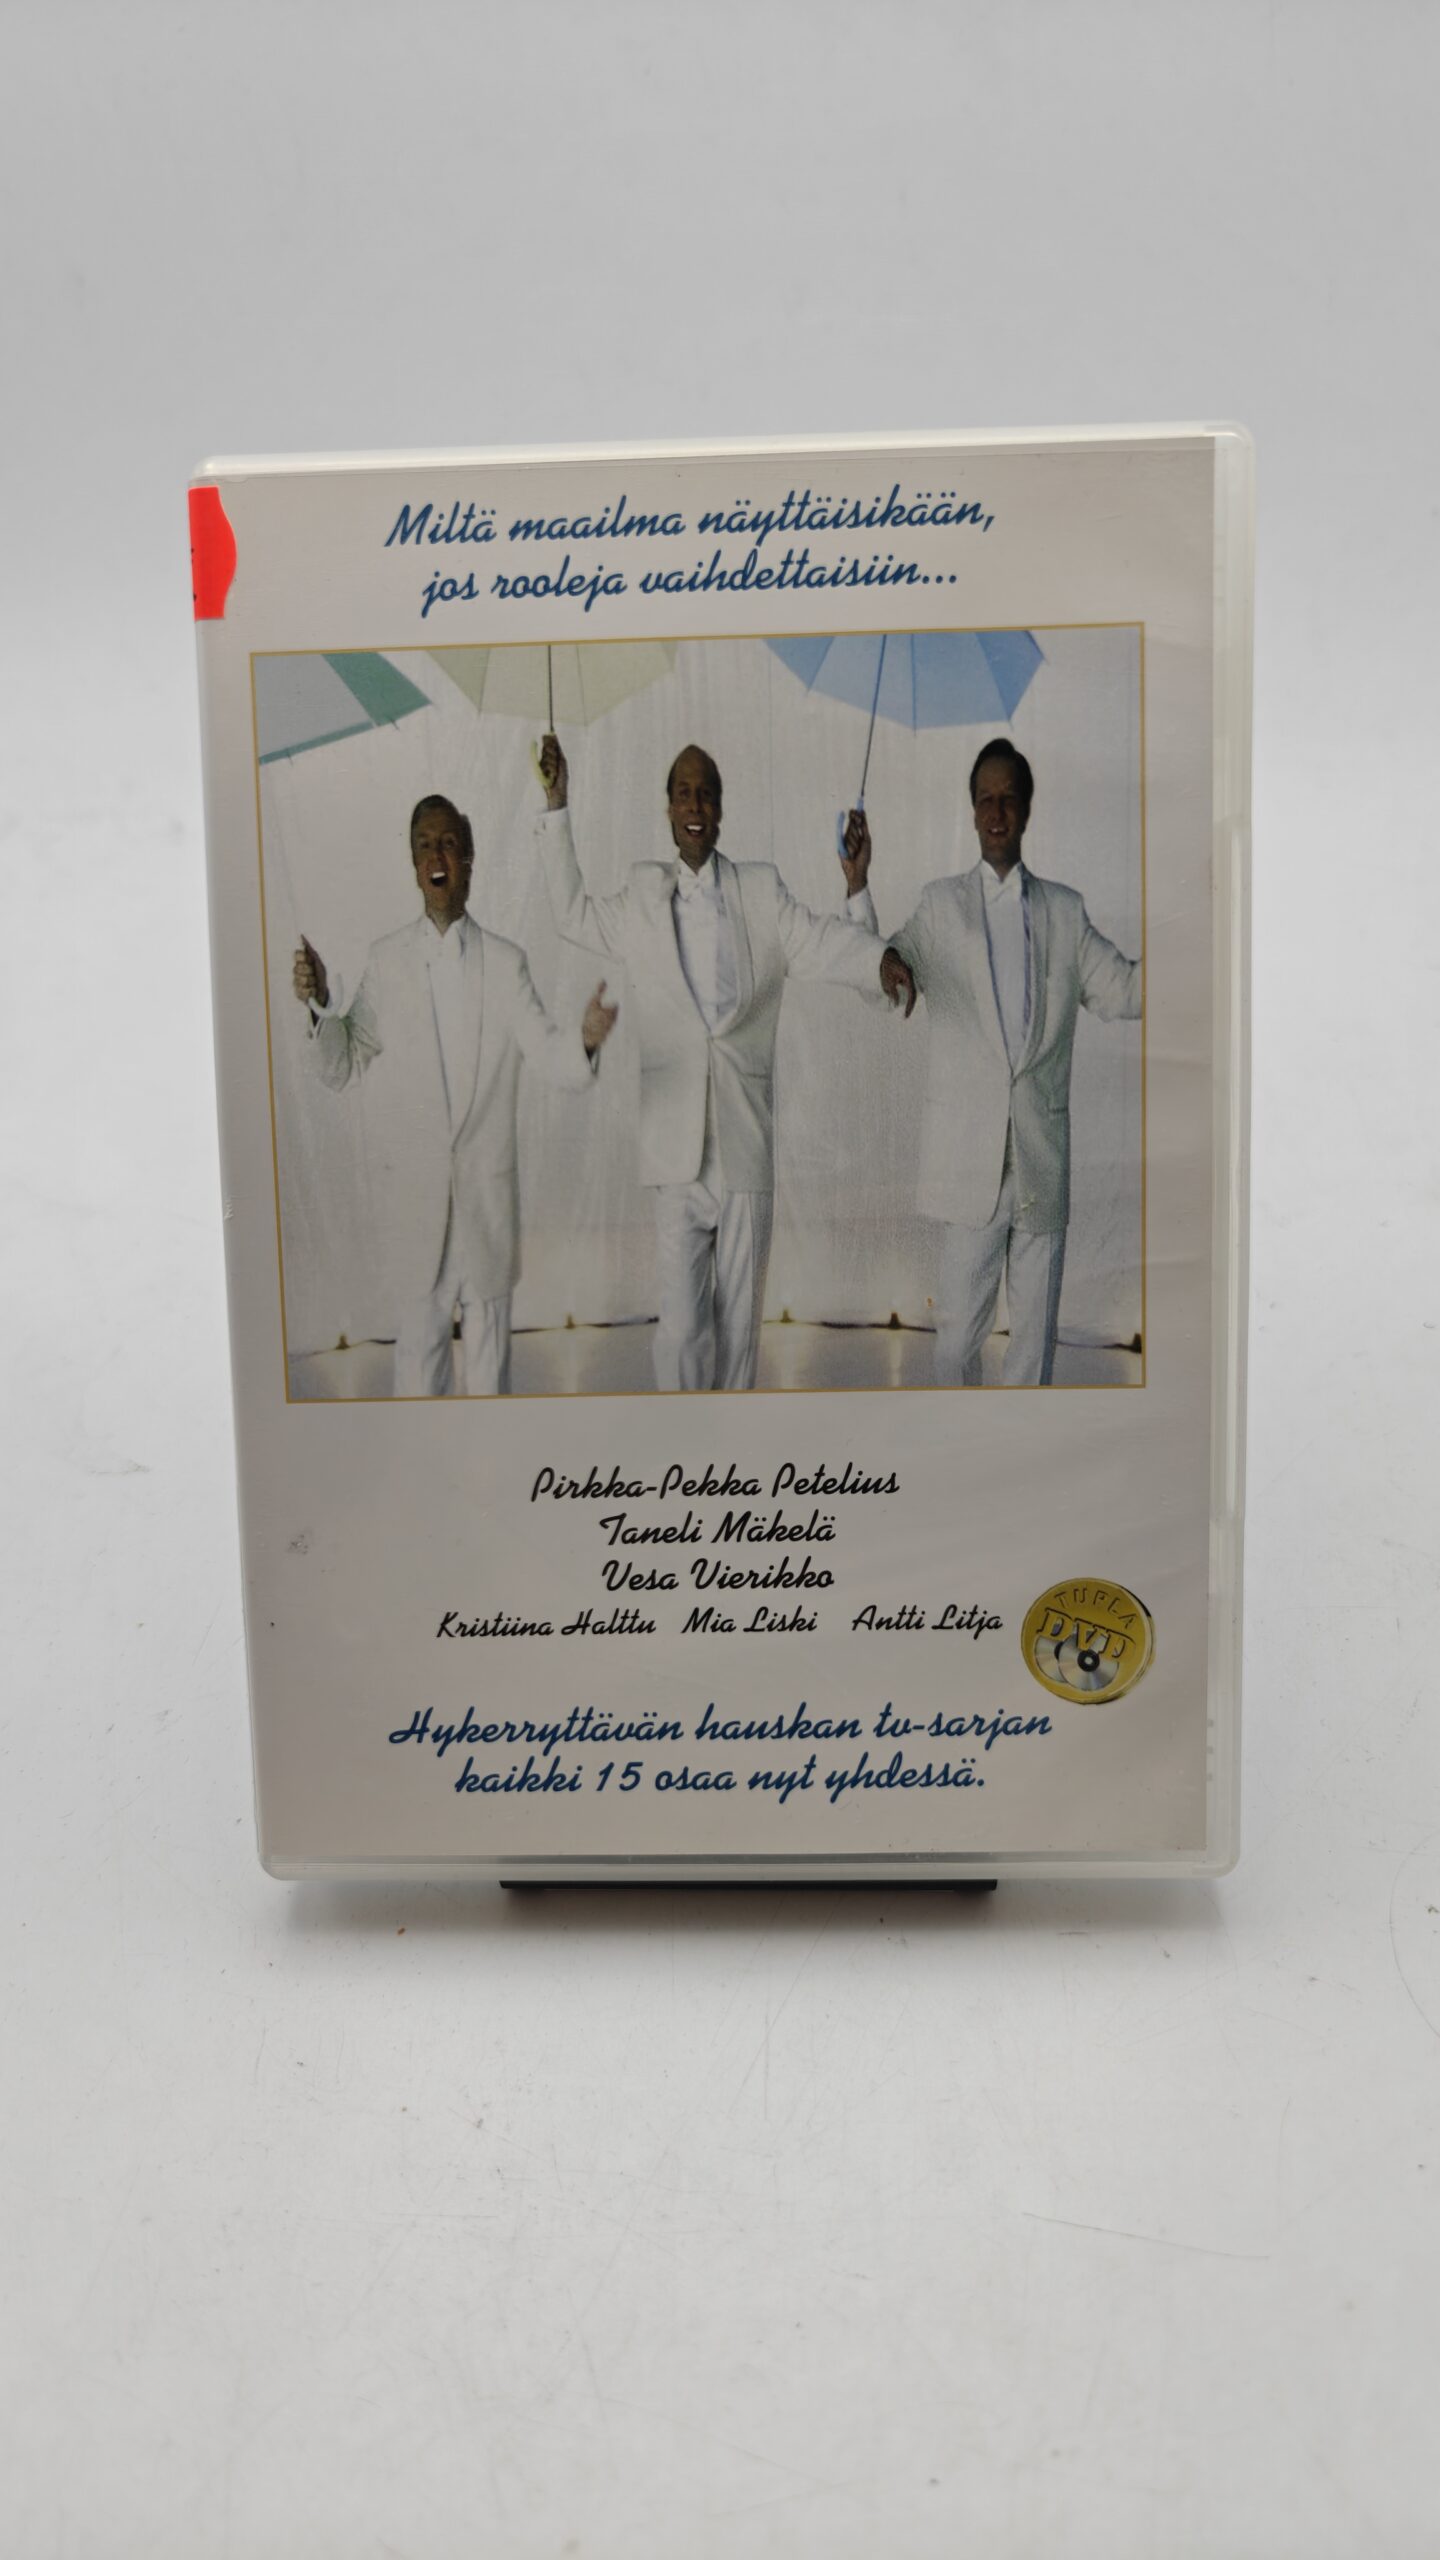 Miltä maailma näyttäisikään,
jos rooleja vaihdettaisiin...
Pirkka-Pekka Petelius
Taneli Mäkelä
Vesa Vierikko
Kristiina Halttu Mia Liski Antti Litja
TUPLA
DVD
Hykerryttävän hauskan tv-sarjan
kaikki 15 osaa nyt yhdessä.